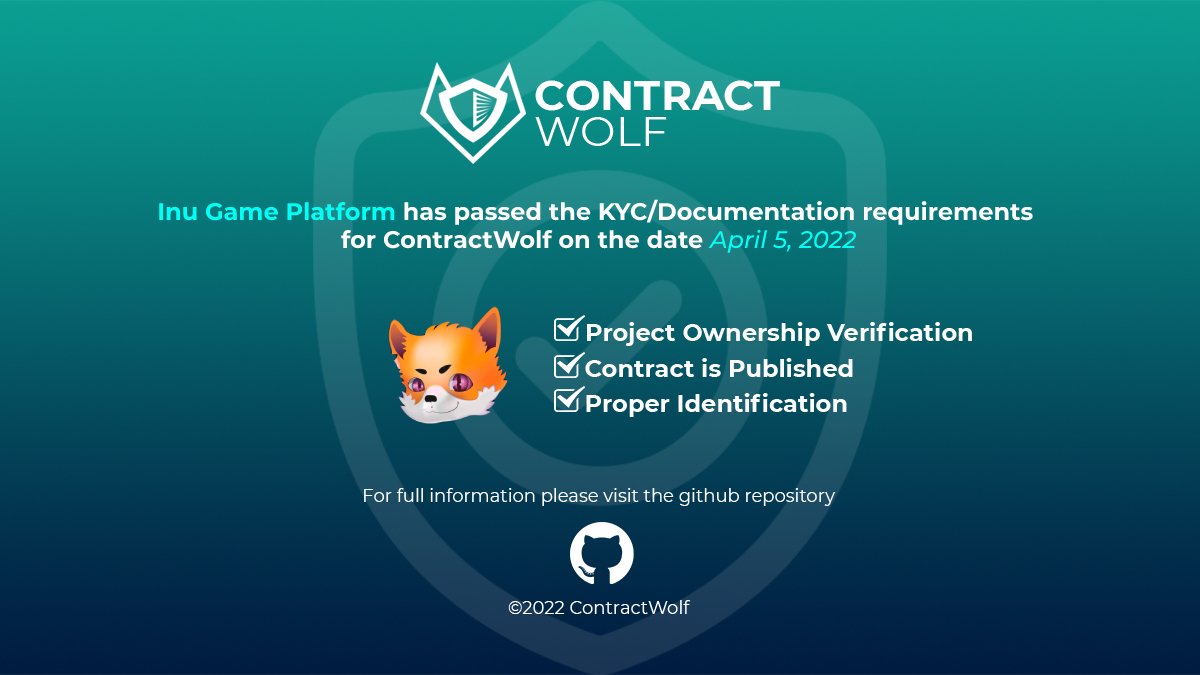 CONTRACT
WOLF
Inu Game Platform has passed the KYC/Documentation requirements
for ContractWolf on the date April 5, 2022
Project Ownership Verification
Contract is Published
Proper Identification
For full information please visit the github repository
©2022 ContractWolf